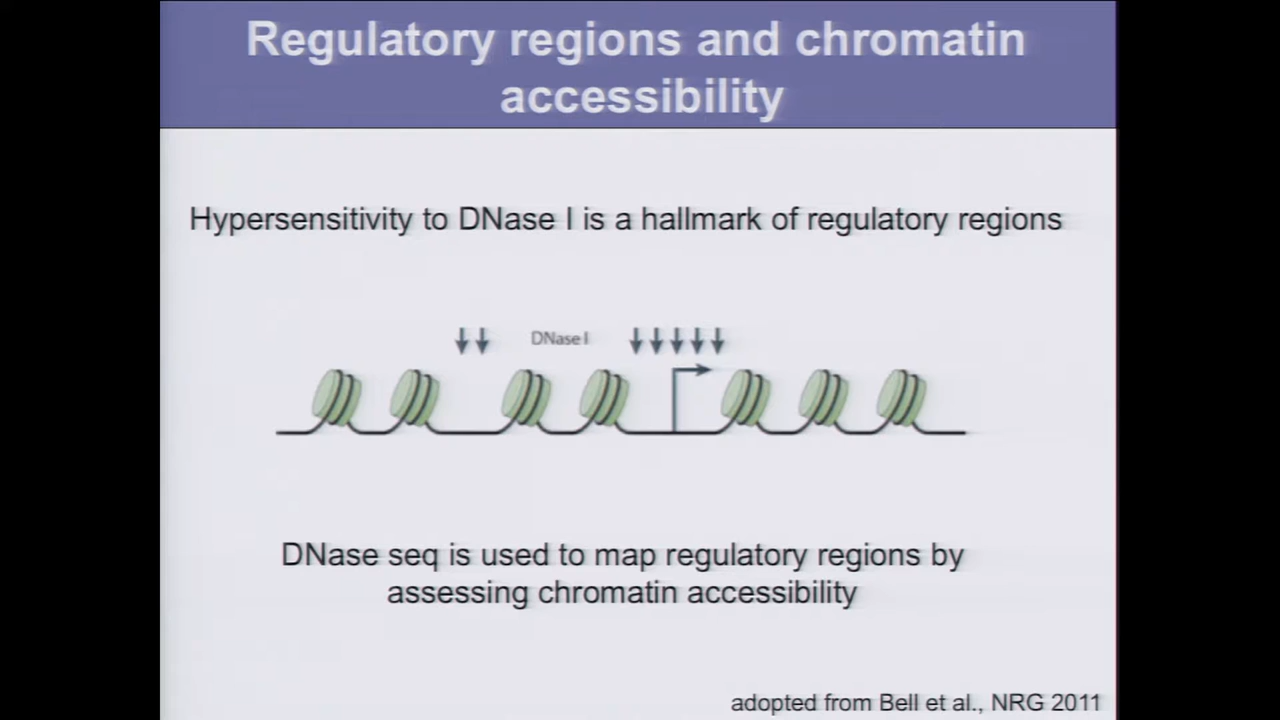 Regulatory regions and chromatin
accessibility
Hypersensitivity to DNase I is a hallmark of regulatory regions
DNase I
DNase seq is used to map regulatory regions by
assessing chromatin accessibility
adopted from Bell et al., NRG 2011